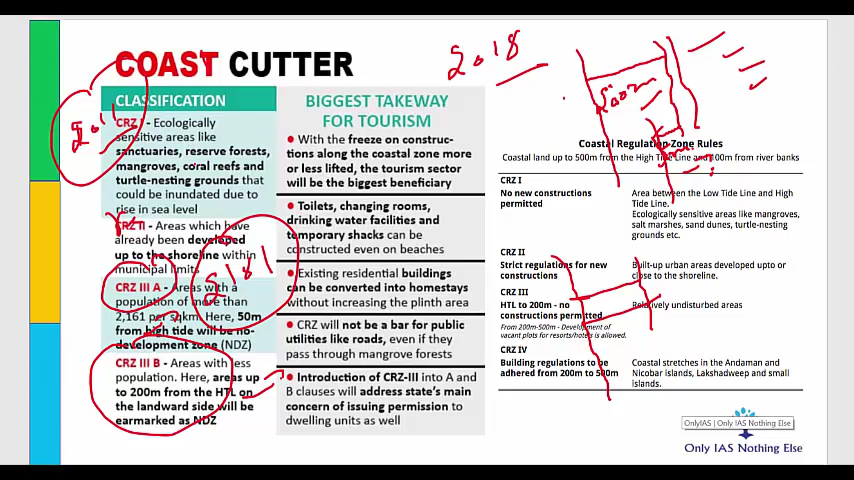 COAST CUTTER
2018
CLASSIFICATION
CRZ I - Ecologically
sensitive areas like
sanctuaries, reserve forests,
mangroves, coral reefs and
turtle-nesting grounds that
could be inundated due to
rise in sea level
CRZ II - Areas which have
already been developed
up to the shoreline within
municipal limits
CRZ III A - Areas with a
population of more than
2,161 per sqkm. Here, 50m
from high tide will be no-
development zone (NDZ)
CRZ III B - Areas with less
population. Here, areas up
to 200m from the HTL on
the landward side will be
earmarked as NDZ
2011
BIGGEST TAKEWAY
FOR TOURISM
• With the freeze on construc-
tions along the coastal zone more
or less lifted, the tourism sector
will be the biggest beneficiary
• Toilets, changing rooms,
drinking water facilities and
temporary shacks can be
constructed even on beaches
• Existing residential buildings
can be converted into homestays
without increasing the plinth area
• CRZ will not be a bar for public
utilities like roads, even if they
pass through mangrove forests
• Introduction of CRZ-III into A and
B clauses will address state's main
concern of issuing permission to
dwelling units as well
500m
Coastal Regulation Zone Rules
Coastal land up to 500m from the High Tide Line and 100m from river banks
CRZ I
No new constructions
permitted
Area between the Low Tide Line and High
Tide Line.
Ecologically sensitive areas like mangroves,
salt marshes, sand dunes, turtle-nesting
grounds etc.
CRZ II
Strict regulations for new
constructions
Built-up urban areas developed upto or
close to the shoreline.
CRZ III
HTL to 200m - no
constructions permitted
From 200m-500m - Development of
vacant plots for resorts/hotels is allowed.
Relatively undisturbed areas
CRZ IV
Building regulations to be
adhered from 200m to 500m
Coastal stretches in the Andaman and
Nicobar islands, Lakshadweep and small
islands.
OnlyIAS | Only IAS Nothing Else
Only IAS Nothing Else